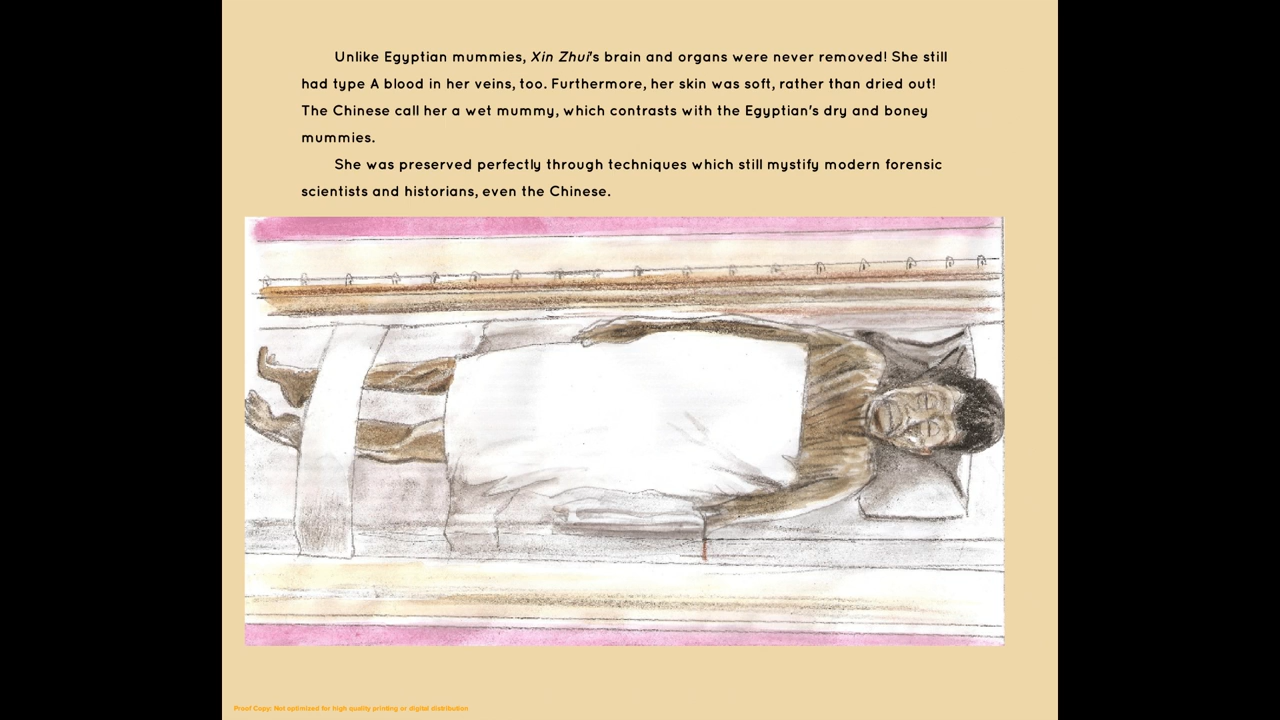 Unlike Egyptian mummies, Xin Zhui's brain and organs were never removed! She still
had type A blood in her veins, too. Furthermore, her skin was soft, rather than dried out!
The Chinese call her a wet mummy, which contrasts with the Egyptian's dry and boney
mummies.
She was preserved perfectly through techniques which still mystify modern forensic
scientists and historians, even the Chinese.
Proof Copy: Not optimized for high quality printing or digital distribution